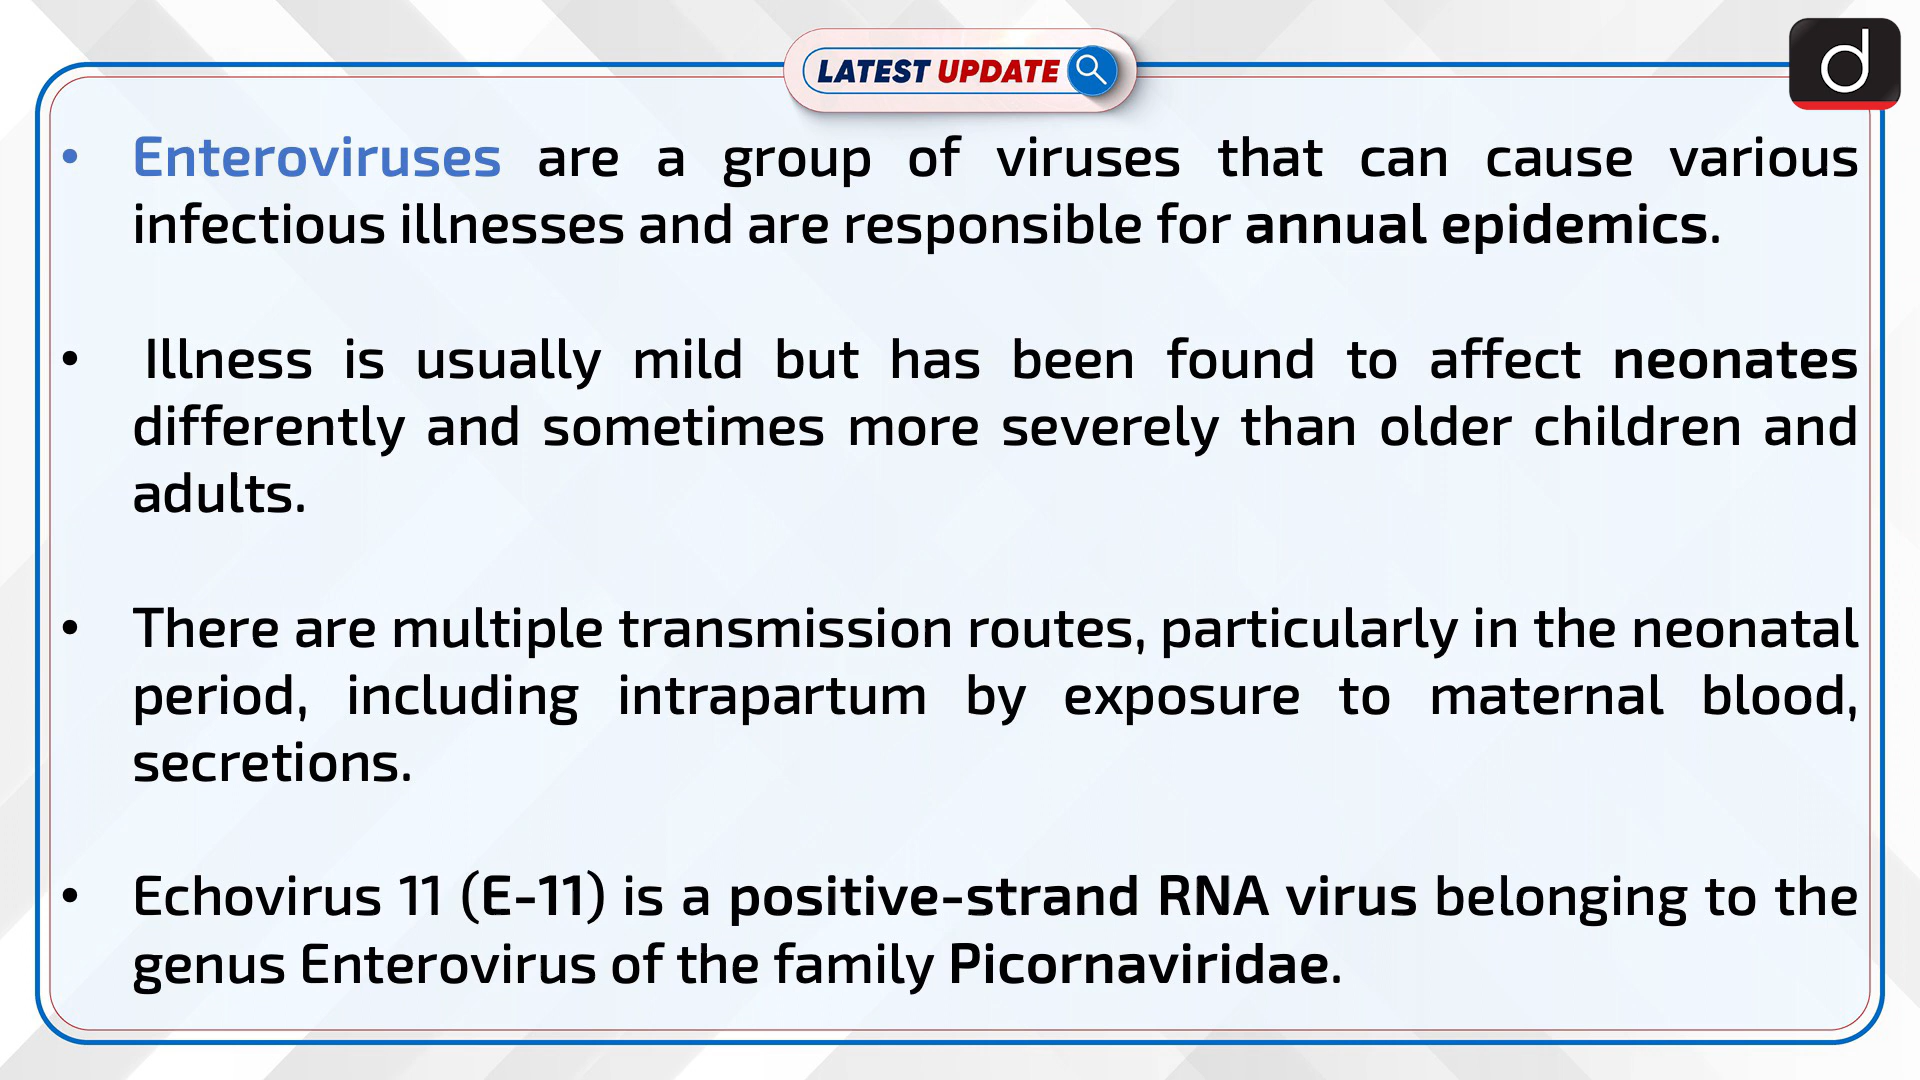 LATEST UPDATE
d
• Enteroviruses are a group of viruses that can cause various
infectious illnesses and are responsible for annual epidemics.
• Illness is usually mild but has been found to affect neonates
differently and sometimes more severely than older children and
adults.
• There are multiple transmission routes, particularly in the neonatal
period, including intrapartum by exposure to maternal blood,
secretions.
• Echovirus 11 (E-11) is a positive-strand RNA virus belonging to the
genus Enterovirus of the family Picornaviridae.